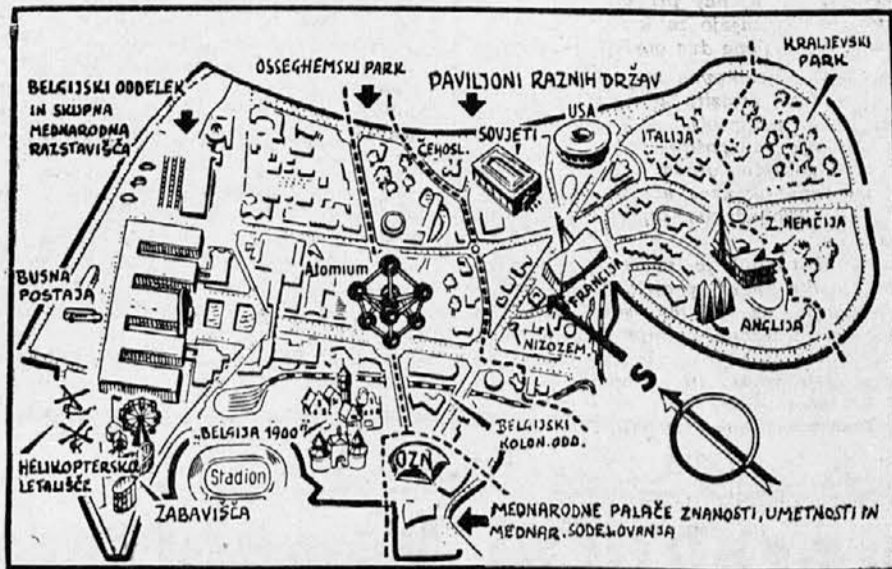 OSSEGHEMSKI PARK
PAVILJONI RAZNIH DRŽAV
KRALJEVSKI
PARK
BELGIJSKI ODDELEK
IN SKUPNA
MEDNARODNA
RAZSTAVIŠČA
USA
SOVJETI
ČEHOSL.
ITALIJA
Z. NEMČIJA
Atomium
BUSNA
POSTAJA
FRANCIJA
ANGLIJA
NIZOZEM.
S
„BELGIJA 1900"
BELGIJSKI
KOLON. ODD.
HELIKOPTERSKO
LETALIŠČE
Stadion
OZN
ZABAVIŠČA
MEDNARODNE PALAČE ZNANOSTI, UMETNOSTI IN
MEDNAR. SODELOVANJA